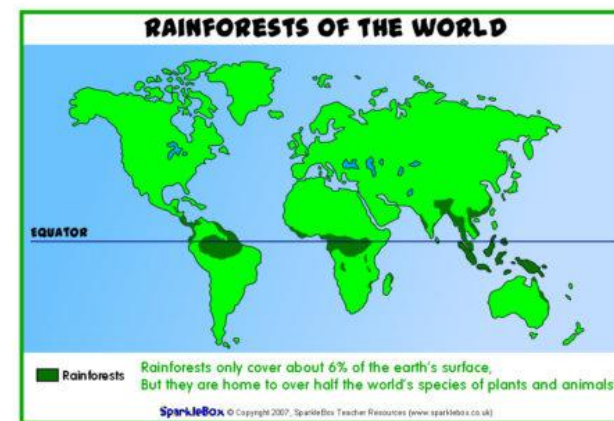 RAINFORESTS OF THE WORLD
EQUATOR
Rainforests
Rainforests only cover about 6% of the earth's surface,
But they are home to over half the world's species of plants and animals
SparkleBox © Copyright 2007, SparkleBox Teacher Resources (www.sparklebox.co.uk)